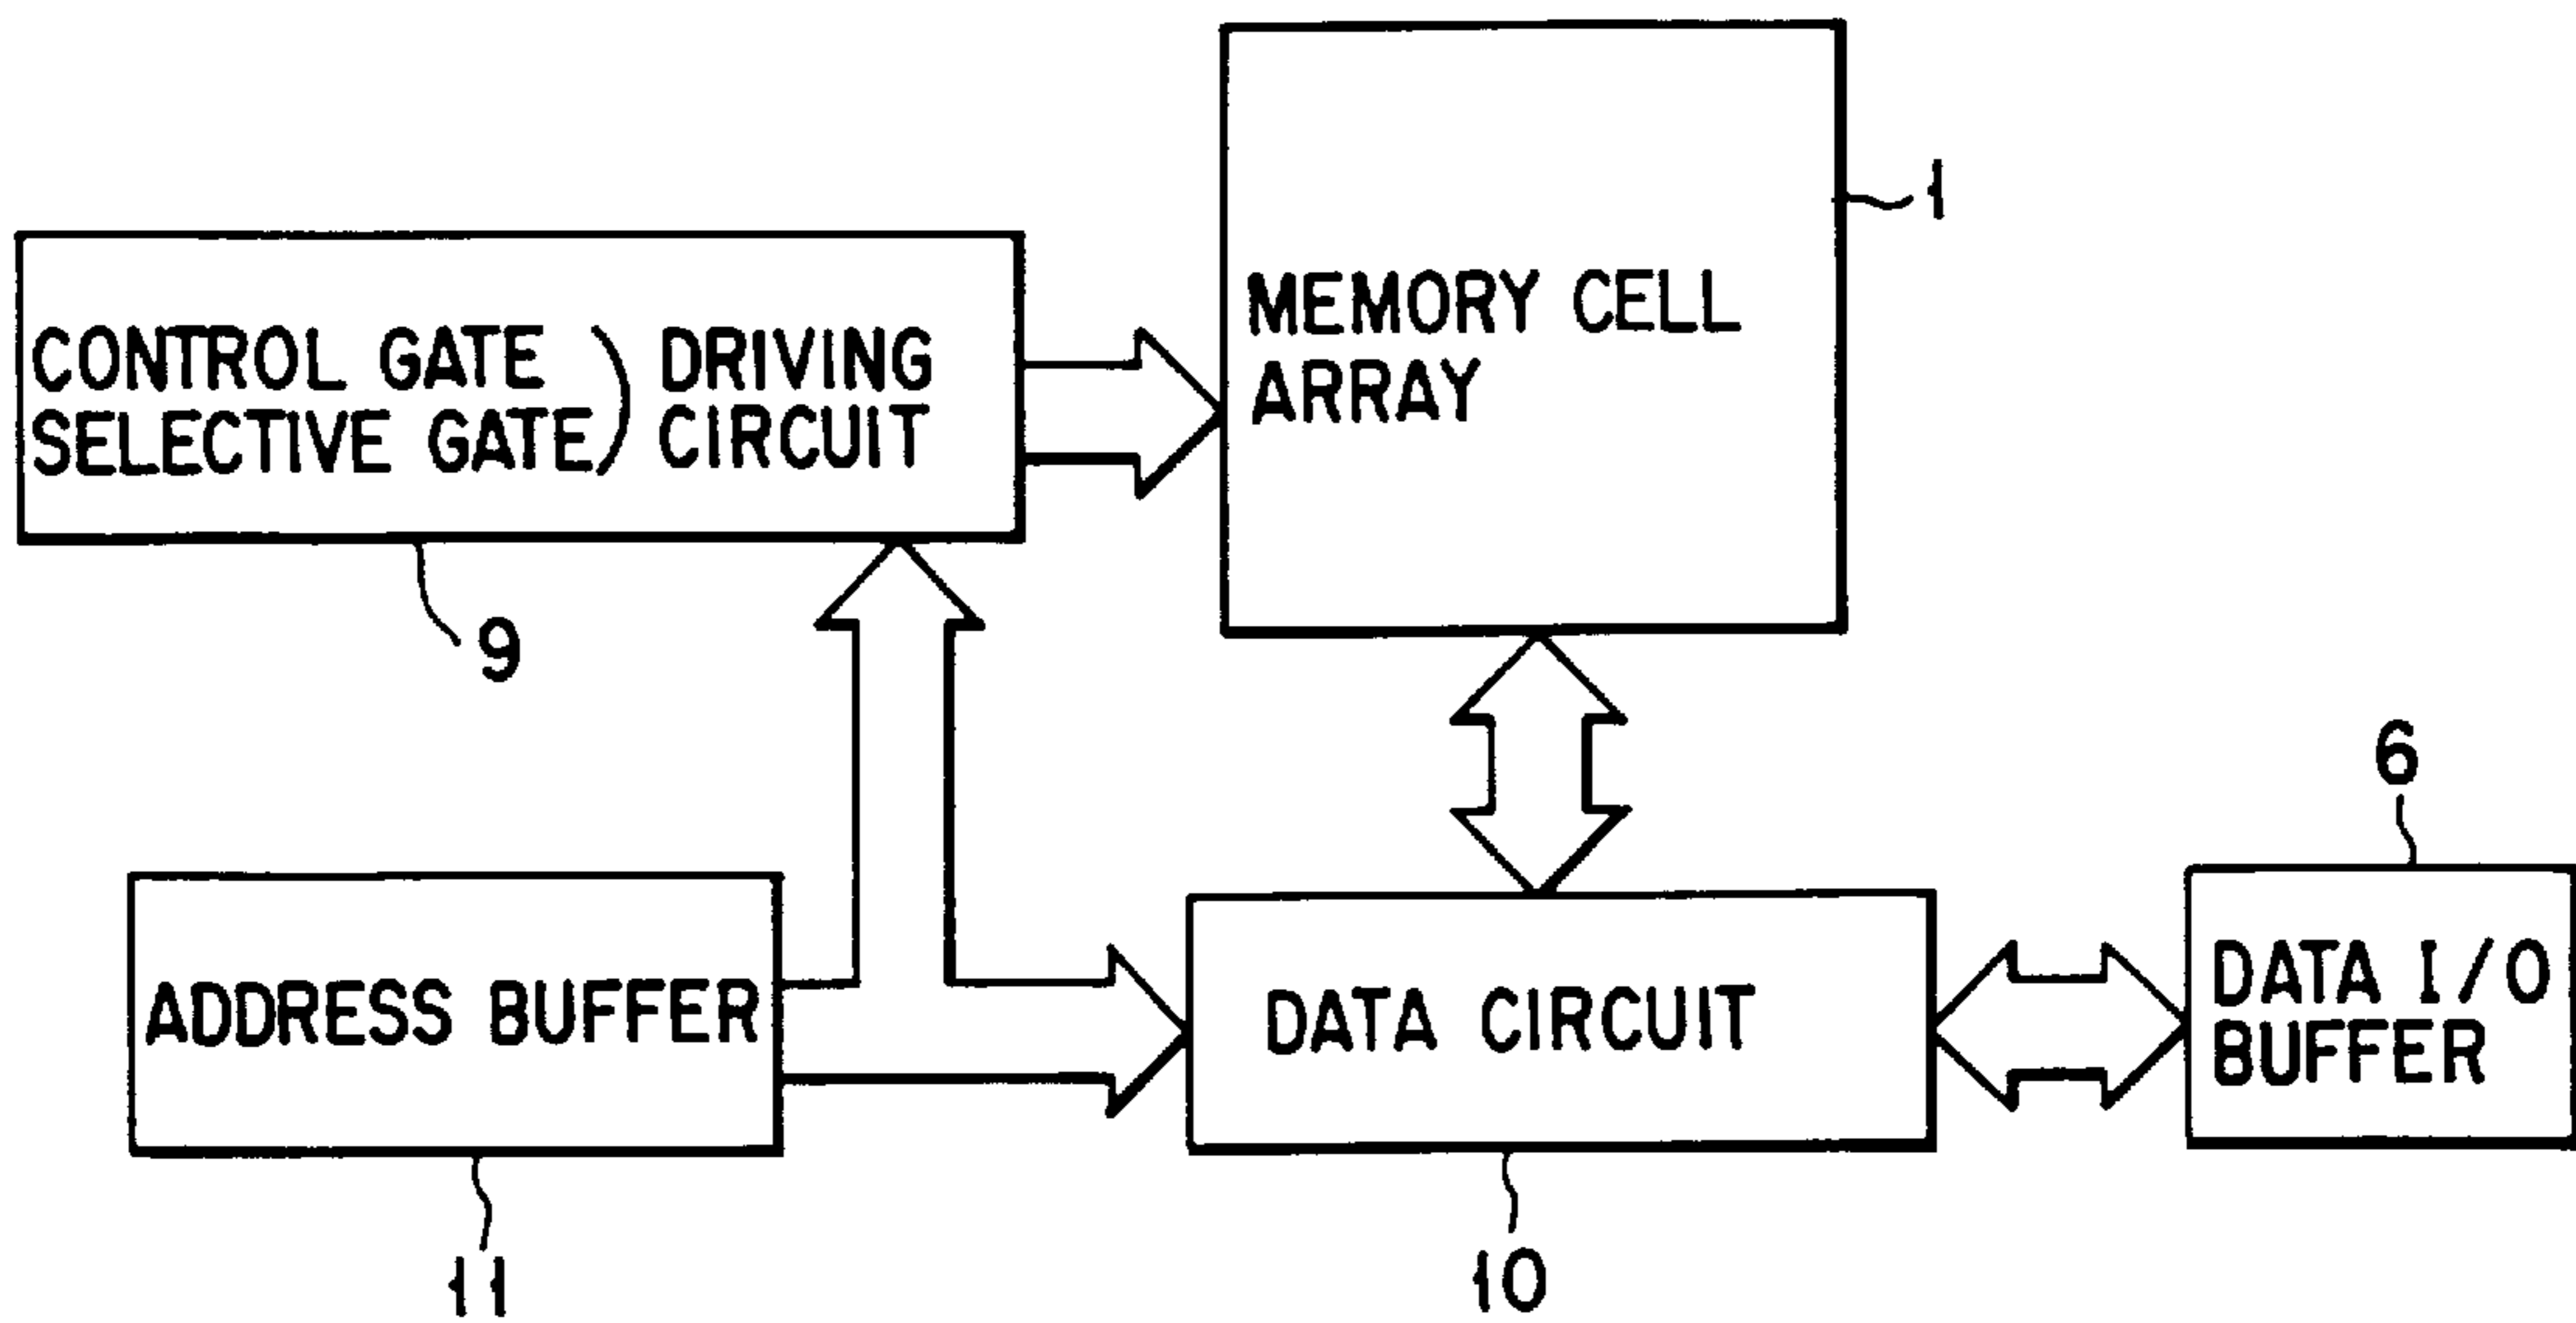 MEMORY CELL
ARRAY
1
CONTROL GATE
SELECTIVE GATE
) DRIVING
CIRCUIT
9
ADDRESS BUFFER
11
DATA CIRCUIT
10
6
DATA I/O
BUFFER